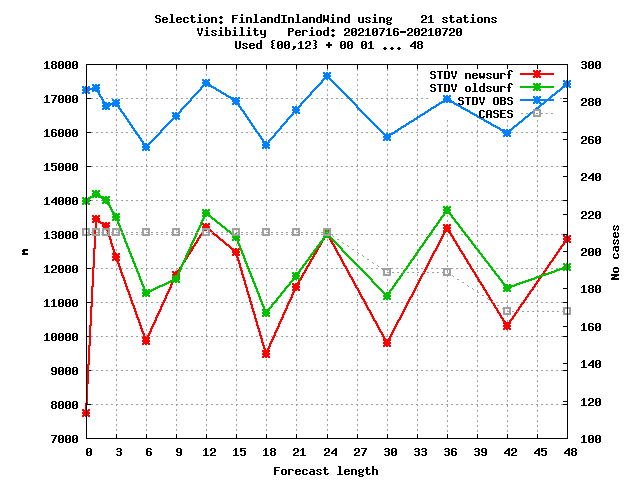 Selection: FinlandInlandWind using    21 stations
Visibility   Period: 20210716-20210720
Used {00,12} + 00 01 ... 48
18000
17000
16000
15000
14000
13000
12000
11000
10000
9000
8000
7000
m
STDV newsurf
STDV oldsurf
STDV OBS
CASES
300
280
260
240
220
200
180
160
140
120
100
No cases
0 3 6 9 12 15 18 21 24 27 30 33 36 39 42 45 48
Forecast length